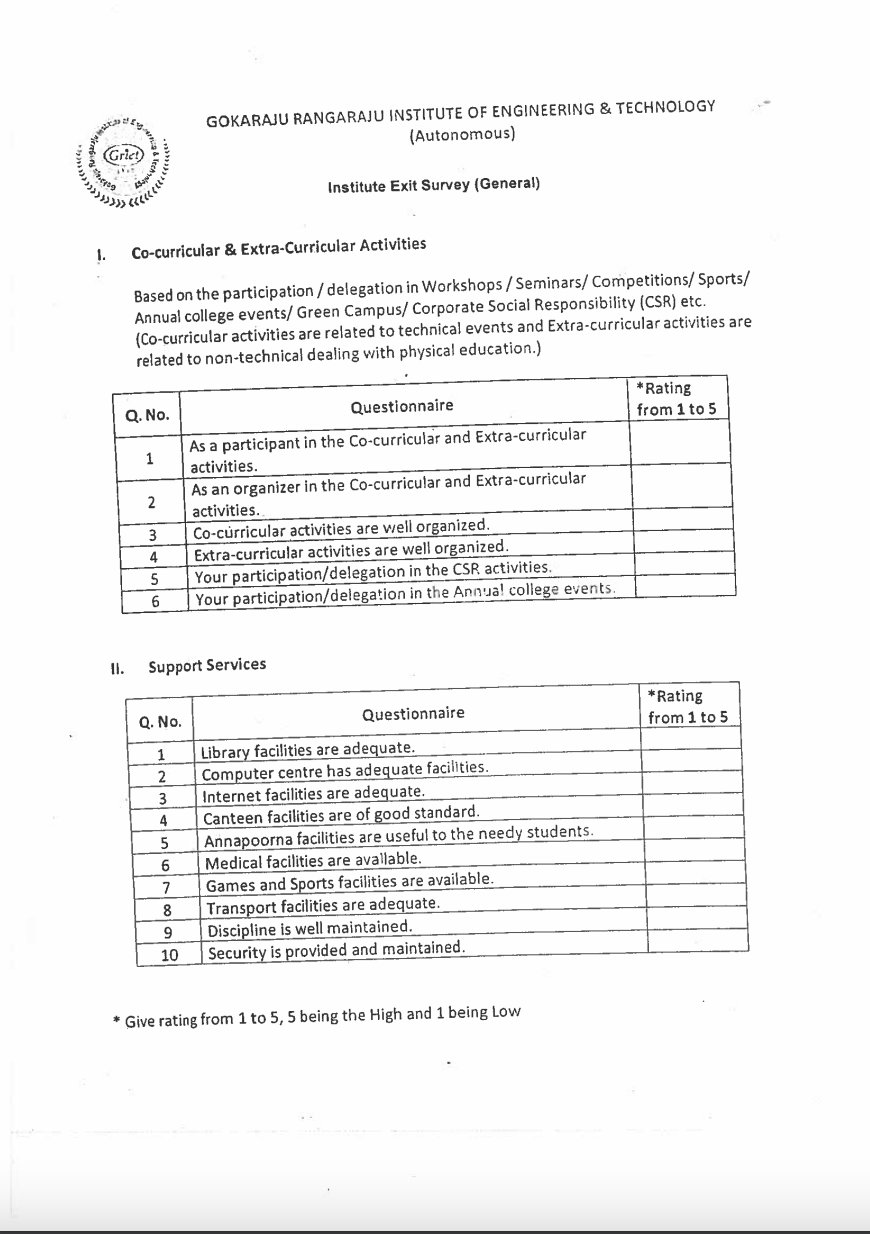 GOKARAJU RANGARAJU INSTITUTE OF ENGINEERING & TECHNOLOGY
(Autonomous)
Griet
Institute Exit Survey (General)
I. Co-curricular & Extra-Curricular Activities
Based on the participation / delegation in Workshops / Seminars/ Competitions/ Sports/
Annual college events/ Green Campus/ Corporate Social Responsibility (CSR) etc.
(Co-curricular activities are related to technical events and Extra-curricular activities are
related to non-technical dealing with physical education.)
*Rating
Q. No. Questionnaire from 1 to 5
1 As a participant in the Co-curricular and Extra-curricular
activities.
2 As an organizer in the Co-curricular and Extra-curricular
activities.
3 Co-curricular activities are well organized.
4 Extra-curricular activities are well organized.
5 Your participation/delegation in the CSR activities.
6 Your participation/delegation in the Annual college events.
II. Support Services
*Rating
Q. No. Questionnaire from 1 to 5
1 Library facilities are adequate.
2 Computer centre has adequate facilities.
3 Internet facilities are adequate.
4 Canteen facilities are of good standard.
5 Annapoorna facilities are useful to the needy students.
6 Medical facilities are available.
7 Games and Sports facilities are available.
8 Transport facilities are adequate.
9 Discipline is well maintained.
10 Security is provided and maintained.
* Give rating from 1 to 5, 5 being the High and 1 being Low